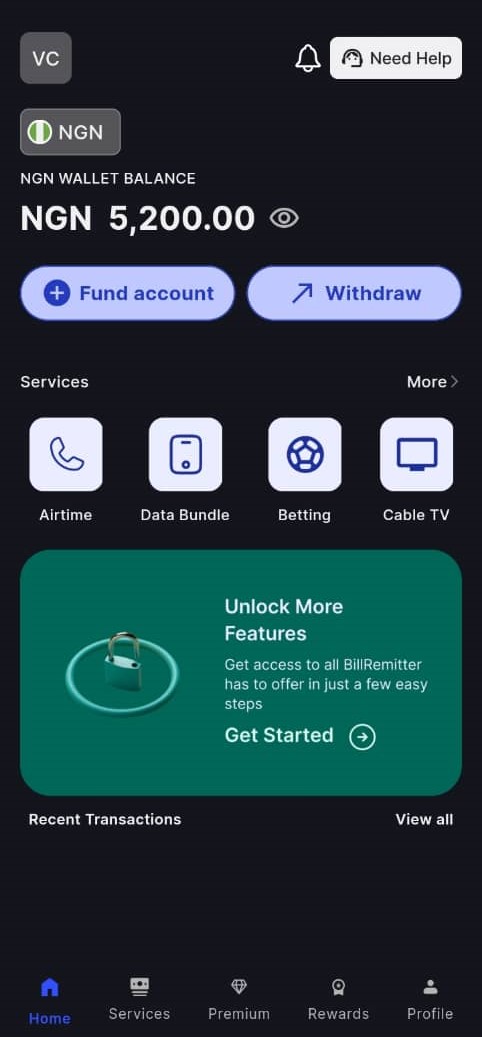 VC
Need Help
NGN
NGN WALLET BALANCE
NGN 5,200.00
Fund account
Withdraw
Services
More
Airtime
Data Bundle
Betting
Cable TV
Unlock More
Features
Get access to all BillRemitter
has to offer in just a few easy
steps
Get Started
Recent Transactions
View all
Home
Services
Premium
Rewards
Profile